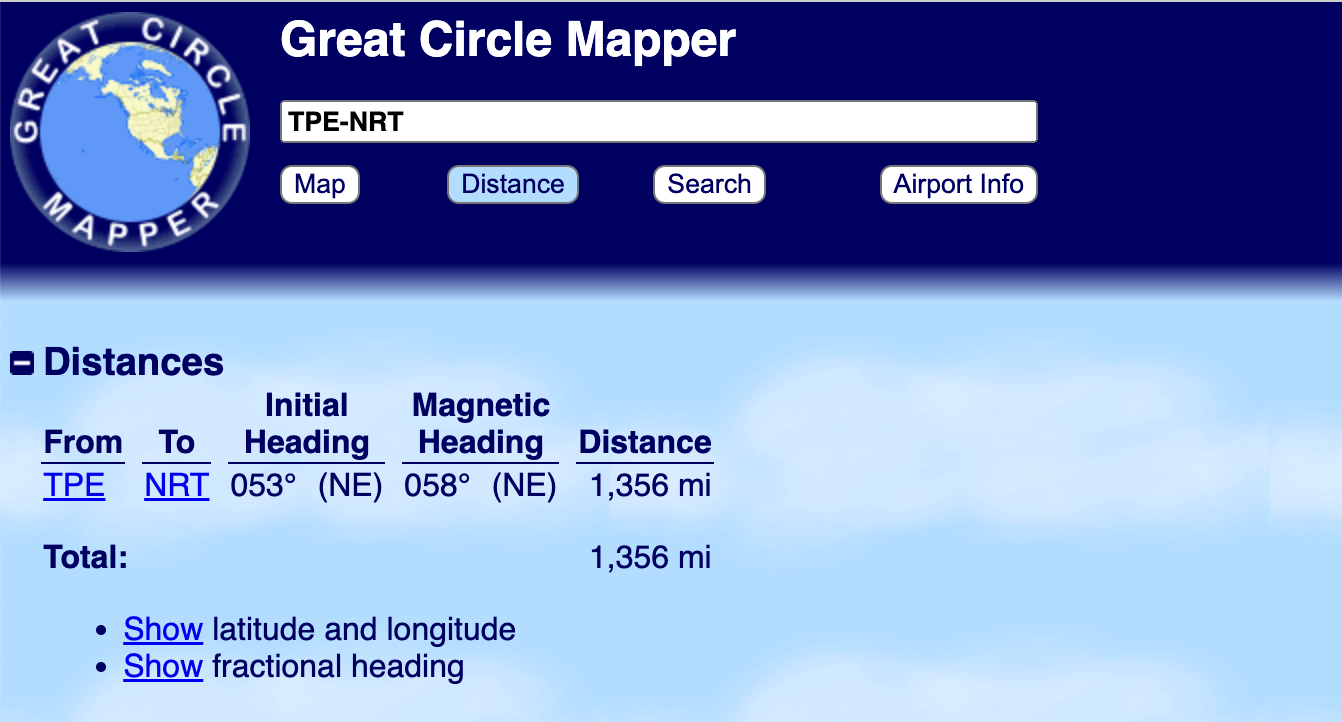 GREAT CIRCLE
MAPPER
Great Circle Mapper
TPE-NRT
Map Distance Search Airport Info
Distances
Initial Magnetic
From To Heading Heading Distance
TPE NRT 053° (NE) 058° (NE) 1,356 mi
Total: 1,356 mi
• Show latitude and longitude
• Show fractional heading